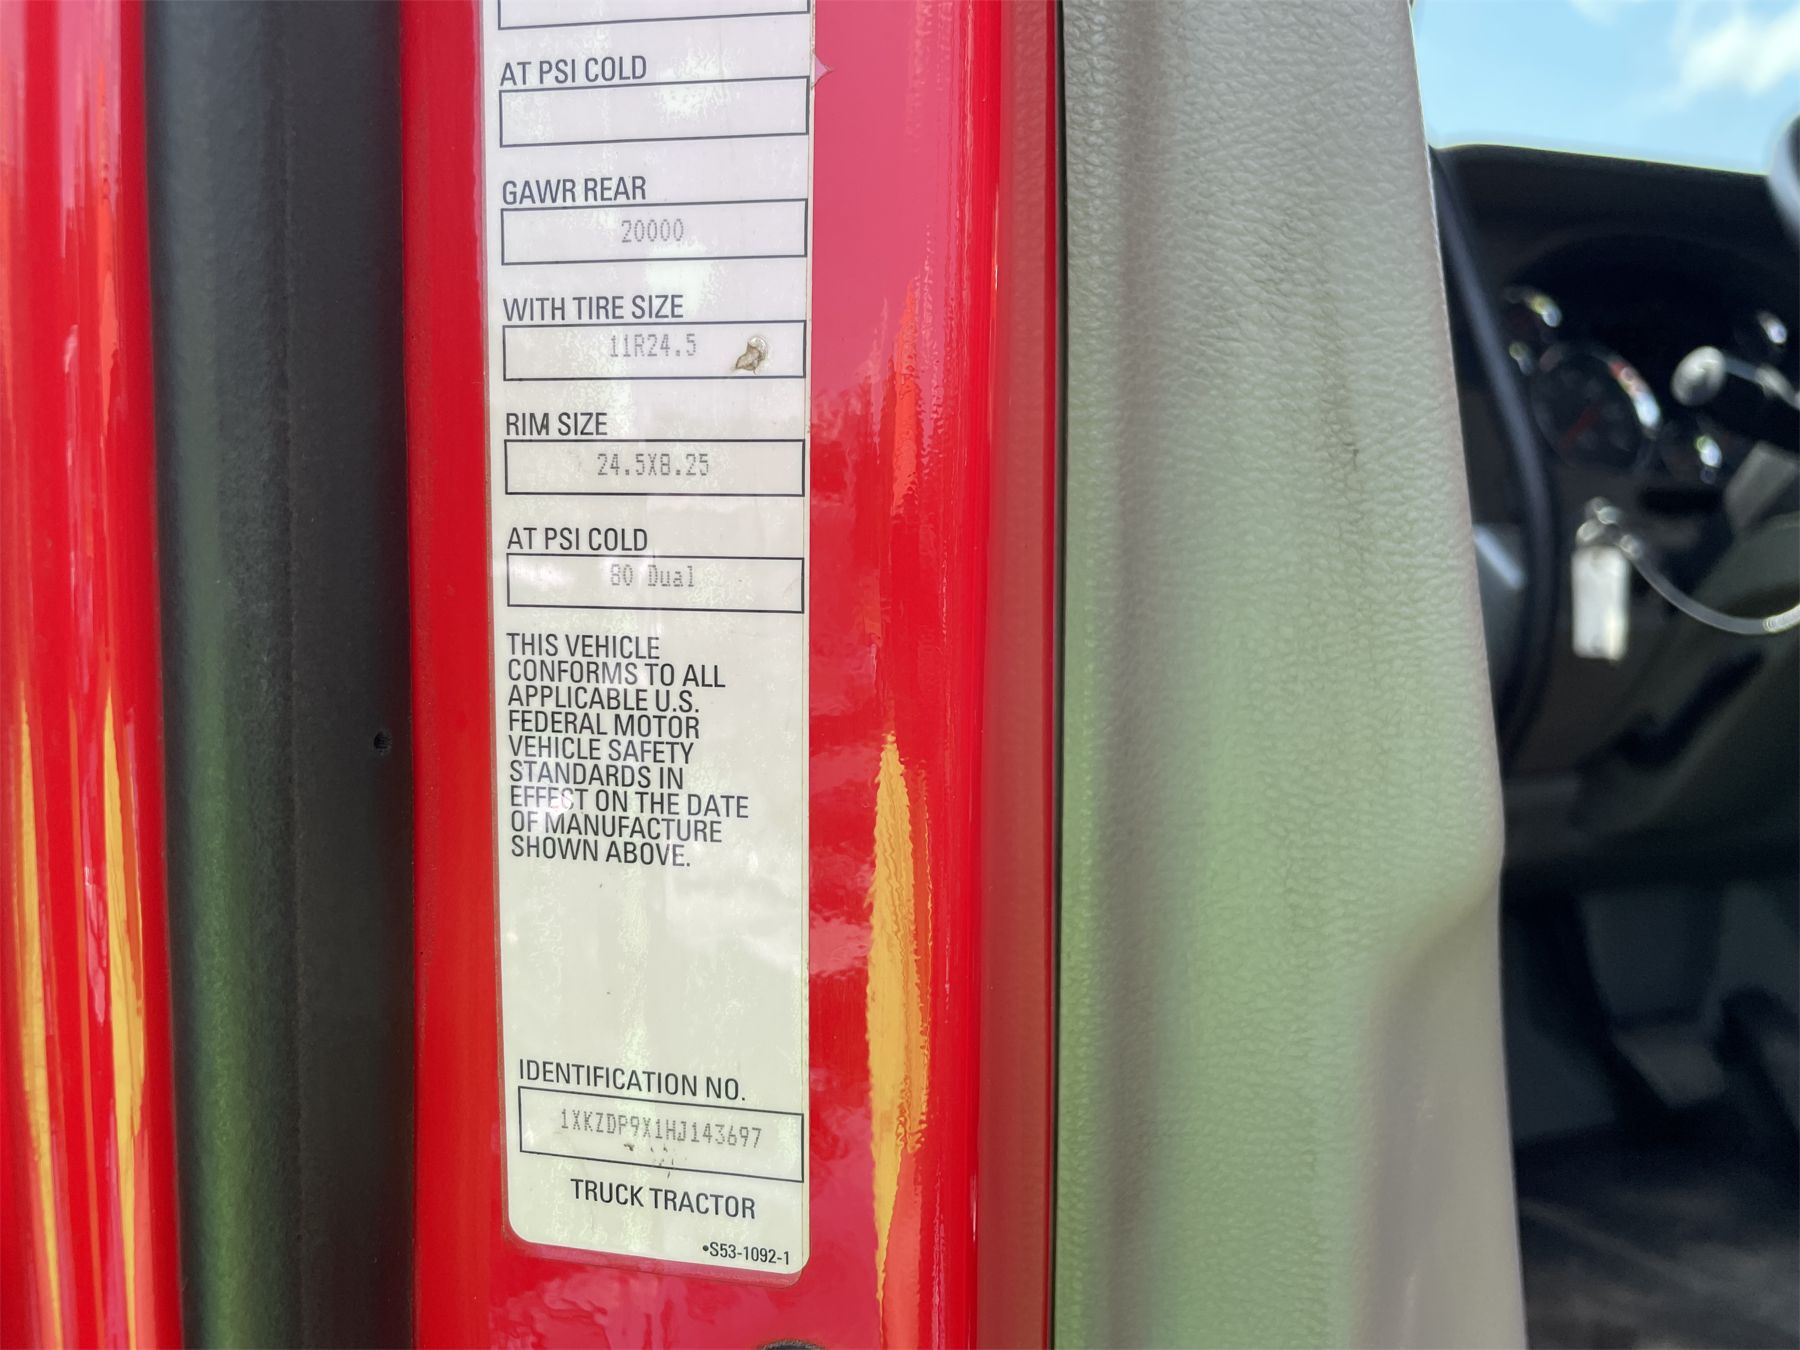 AT PSI COLD
GAWR REAR
20000
WITH TIRE SIZE
11R24.5
RIM SIZE
24.5X8.25
AT PSI COLD
80 Dual
THIS VEHICLE
CONFORMS TO ALL
APPLICABLE U.S.
FEDERAL MOTOR
VEHICLE SAFETY
STANDARDS IN
EFFECT ON THE DATE
OF MANUFACTURE
SHOWN ABOVE.
IDENTIFICATION NO.
1XKZDP9X1HJ143697
TRUCK TRACTOR
•S53-1092-1